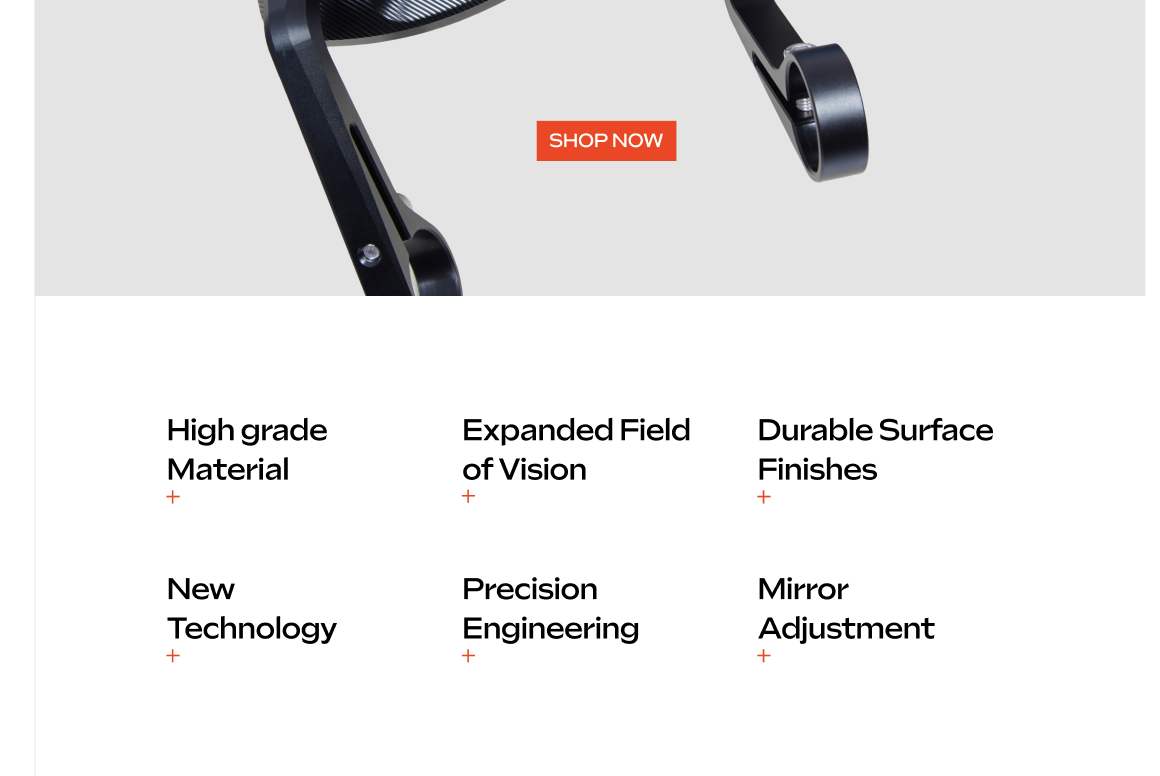 SHOP NOW
High grade
Material
+
Expanded Field
of Vision
+
Durable Surface
Finishes
+
New
Technology
+
Precision
Engineering
+
Mirror
Adjustment
+